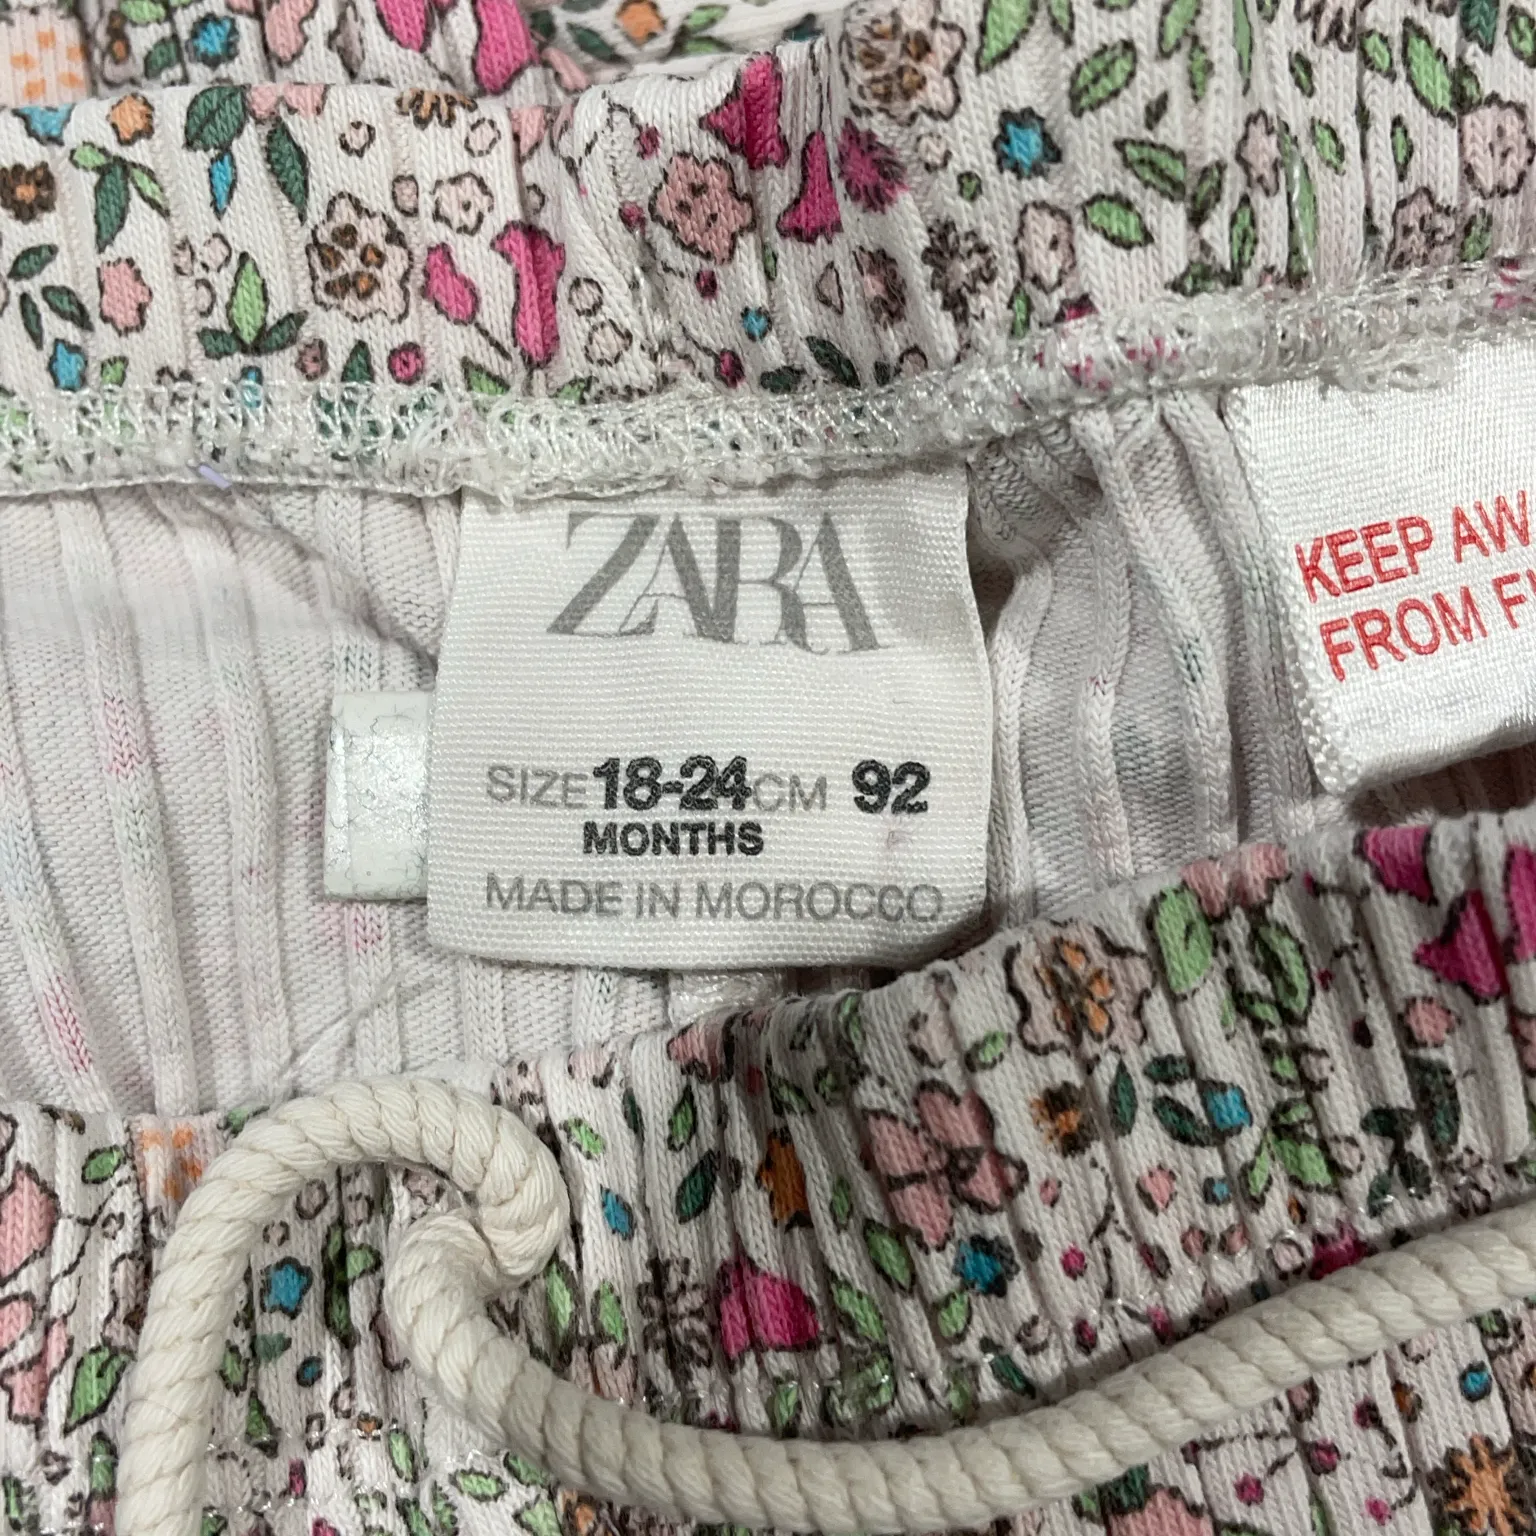 ZARA
SIZE 18-24 CM 92
MONTHS
MADE IN MOROCCO
KEEP AW
FROM F